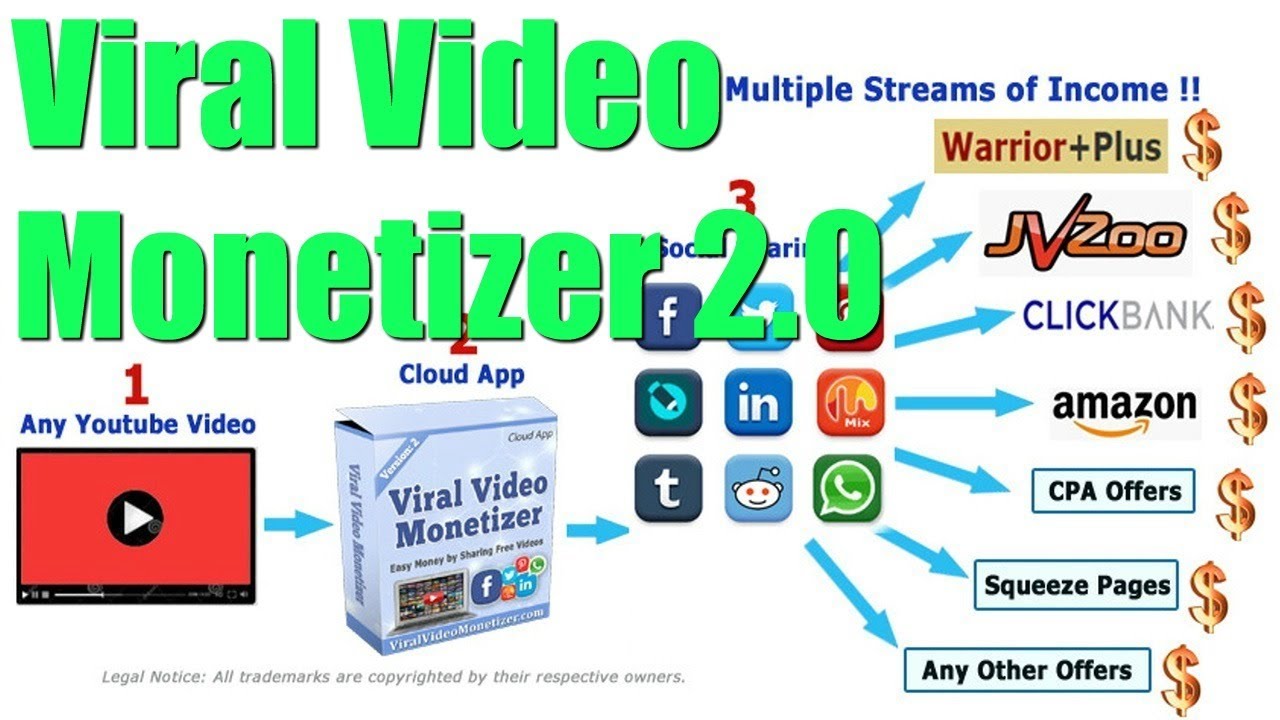 Viral Video
Monetizer 2.0
Multiple Streams of Income !!
Warrior+Plus
JVZoo
CLICKBANK
amazon
CPA Offers
Squeeze Pages
Any Other Offers
1
Any Youtube Video
2
Cloud App
Cloud App
Version: 2
Viral Video Monetizer
Viral Video
Monetizer
Easy Money by Sharing Free Videos
ViralVideoMonetizer.com
3
f
in
Mix
t
Legal Notice: All trademarks are copyrighted by their respective owners.